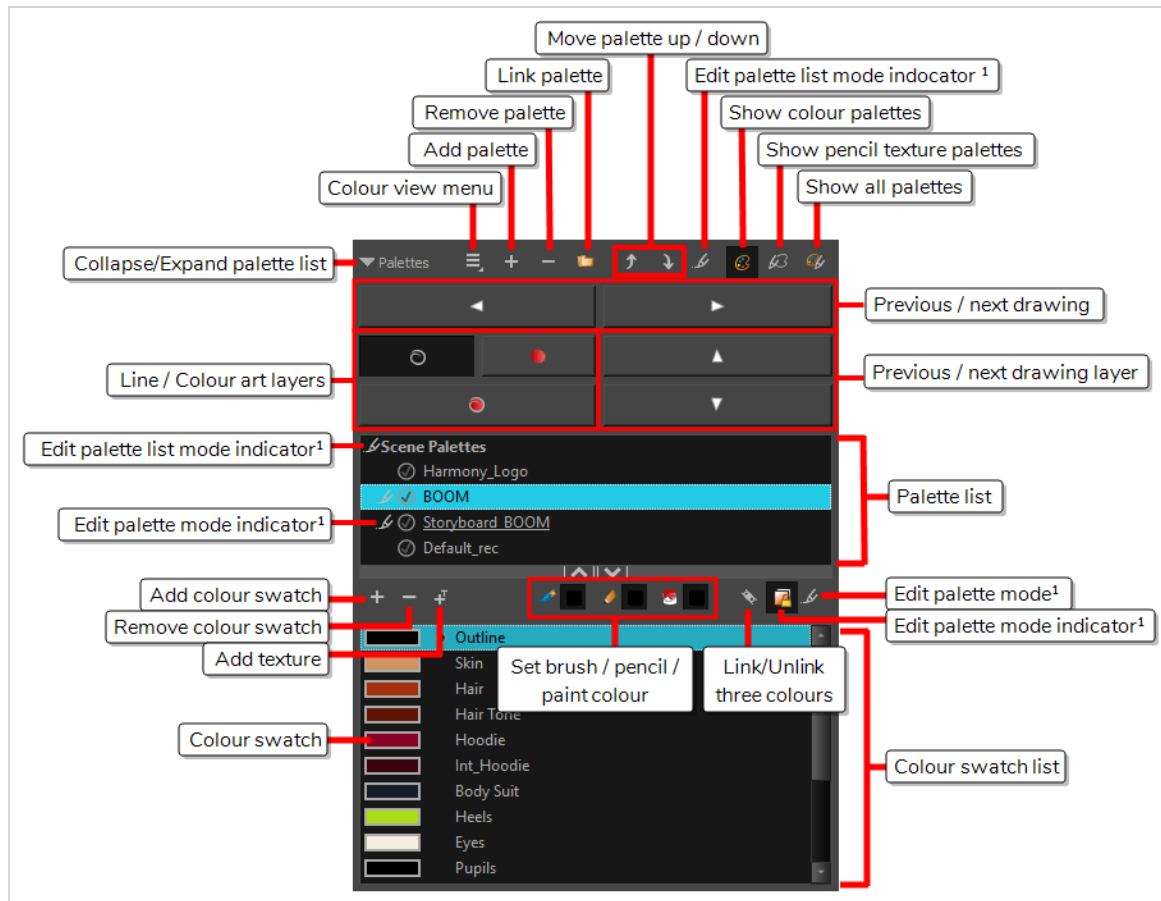 Move palette up / down
Link palette
Edit palette list mode indocator ¹
Remove palette
Show colour palettes
Add palette
Show pencil texture palettes
Colour view menu
Show all palettes
Collapse/Expand palette list
Palettes
Previous / next drawing
Line / Colour art layers
Previous / next drawing layer
Edit palette list mode indicator¹
Scene Palettes
Harmony_Logo
BOOM
Palette list
Edit palette mode indicator¹
Storyboard_BOOM
Default_rec
Add colour swatch
Edit palette mode¹
Remove colour swatch
Edit palette mode indicator¹
Add texture
Outline
Skin
Set brush / pencil /
paint colour
Link/Unlink
three colours
Hair
Hair Tone
Colour swatch
Hoodie
Int_Hoodie
Colour swatch list
Body Suit
Heels
Eyes
Pupils